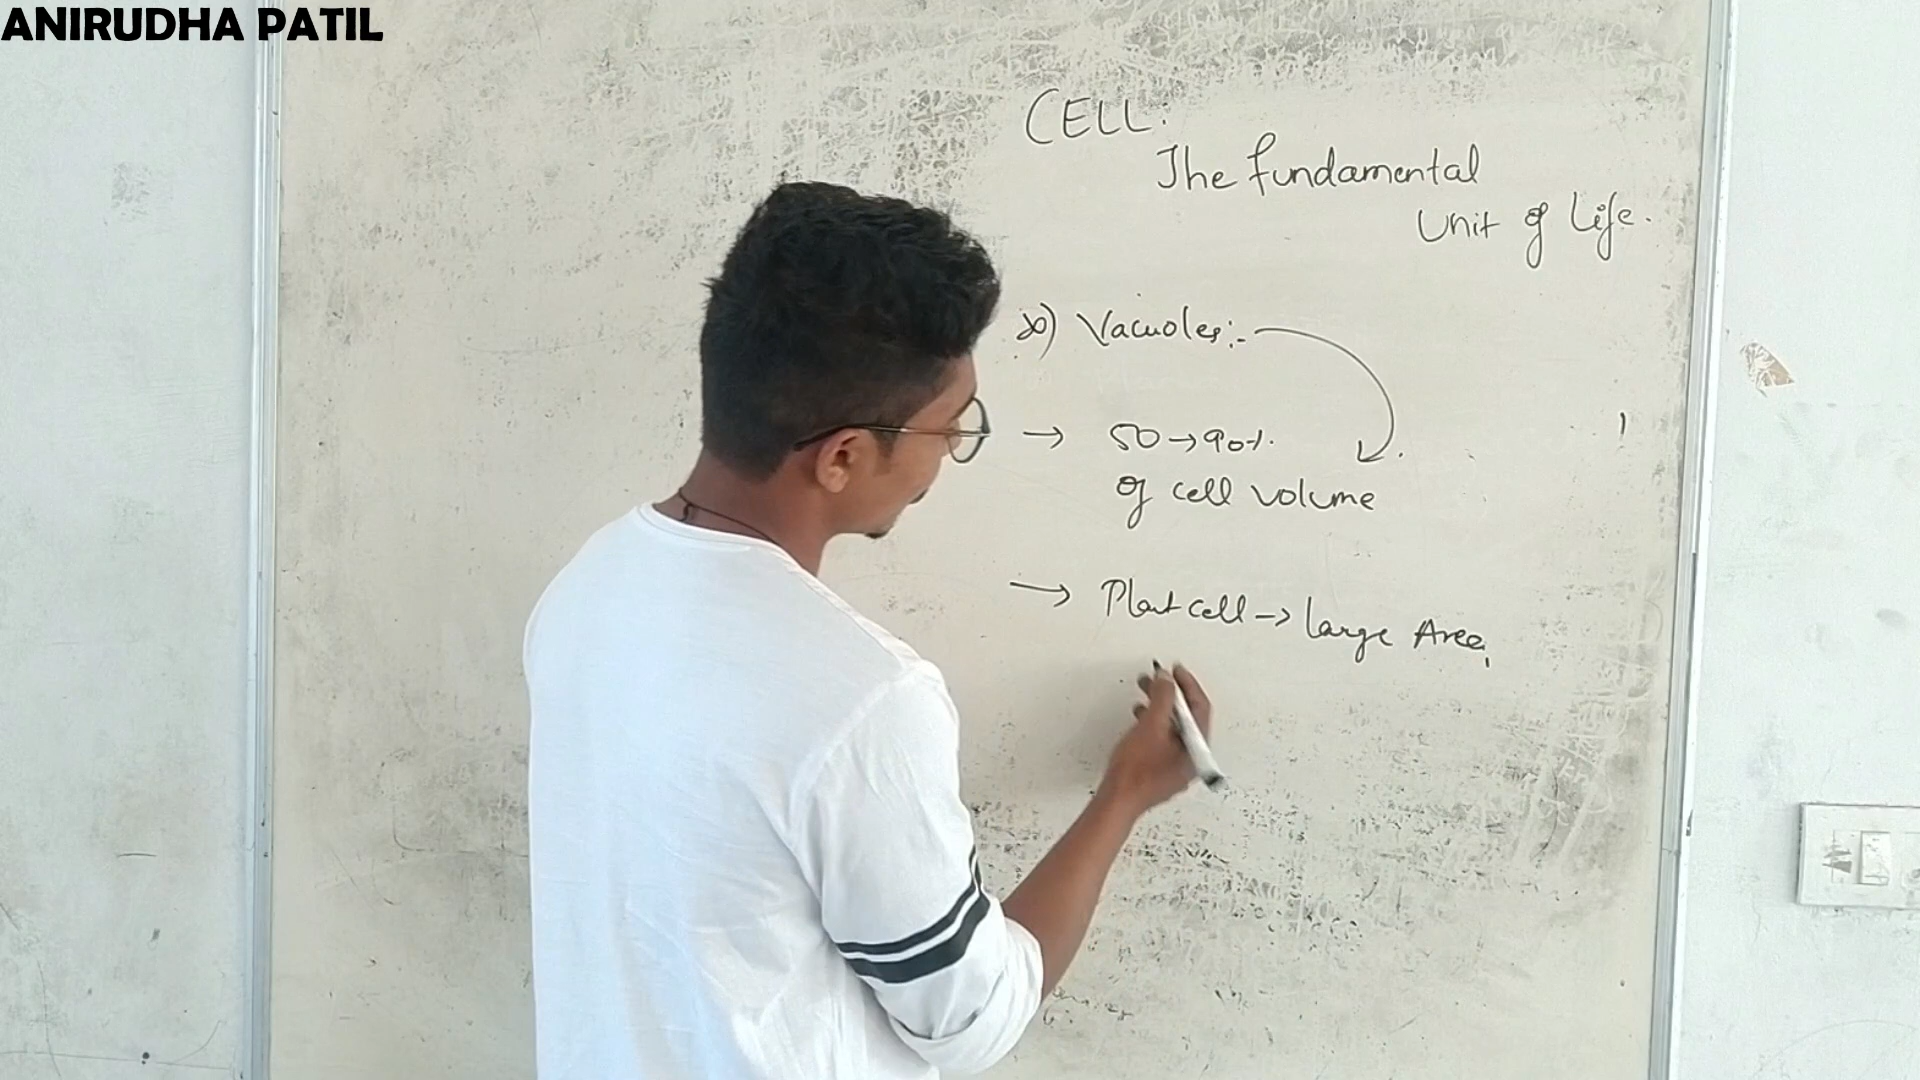 ANIRUDHA PATIL
CELL:
The fundamental
Unit of Life.
Vacuoles:-
→ 50→90%.
of cell volume
→ Plant cell → large Area,